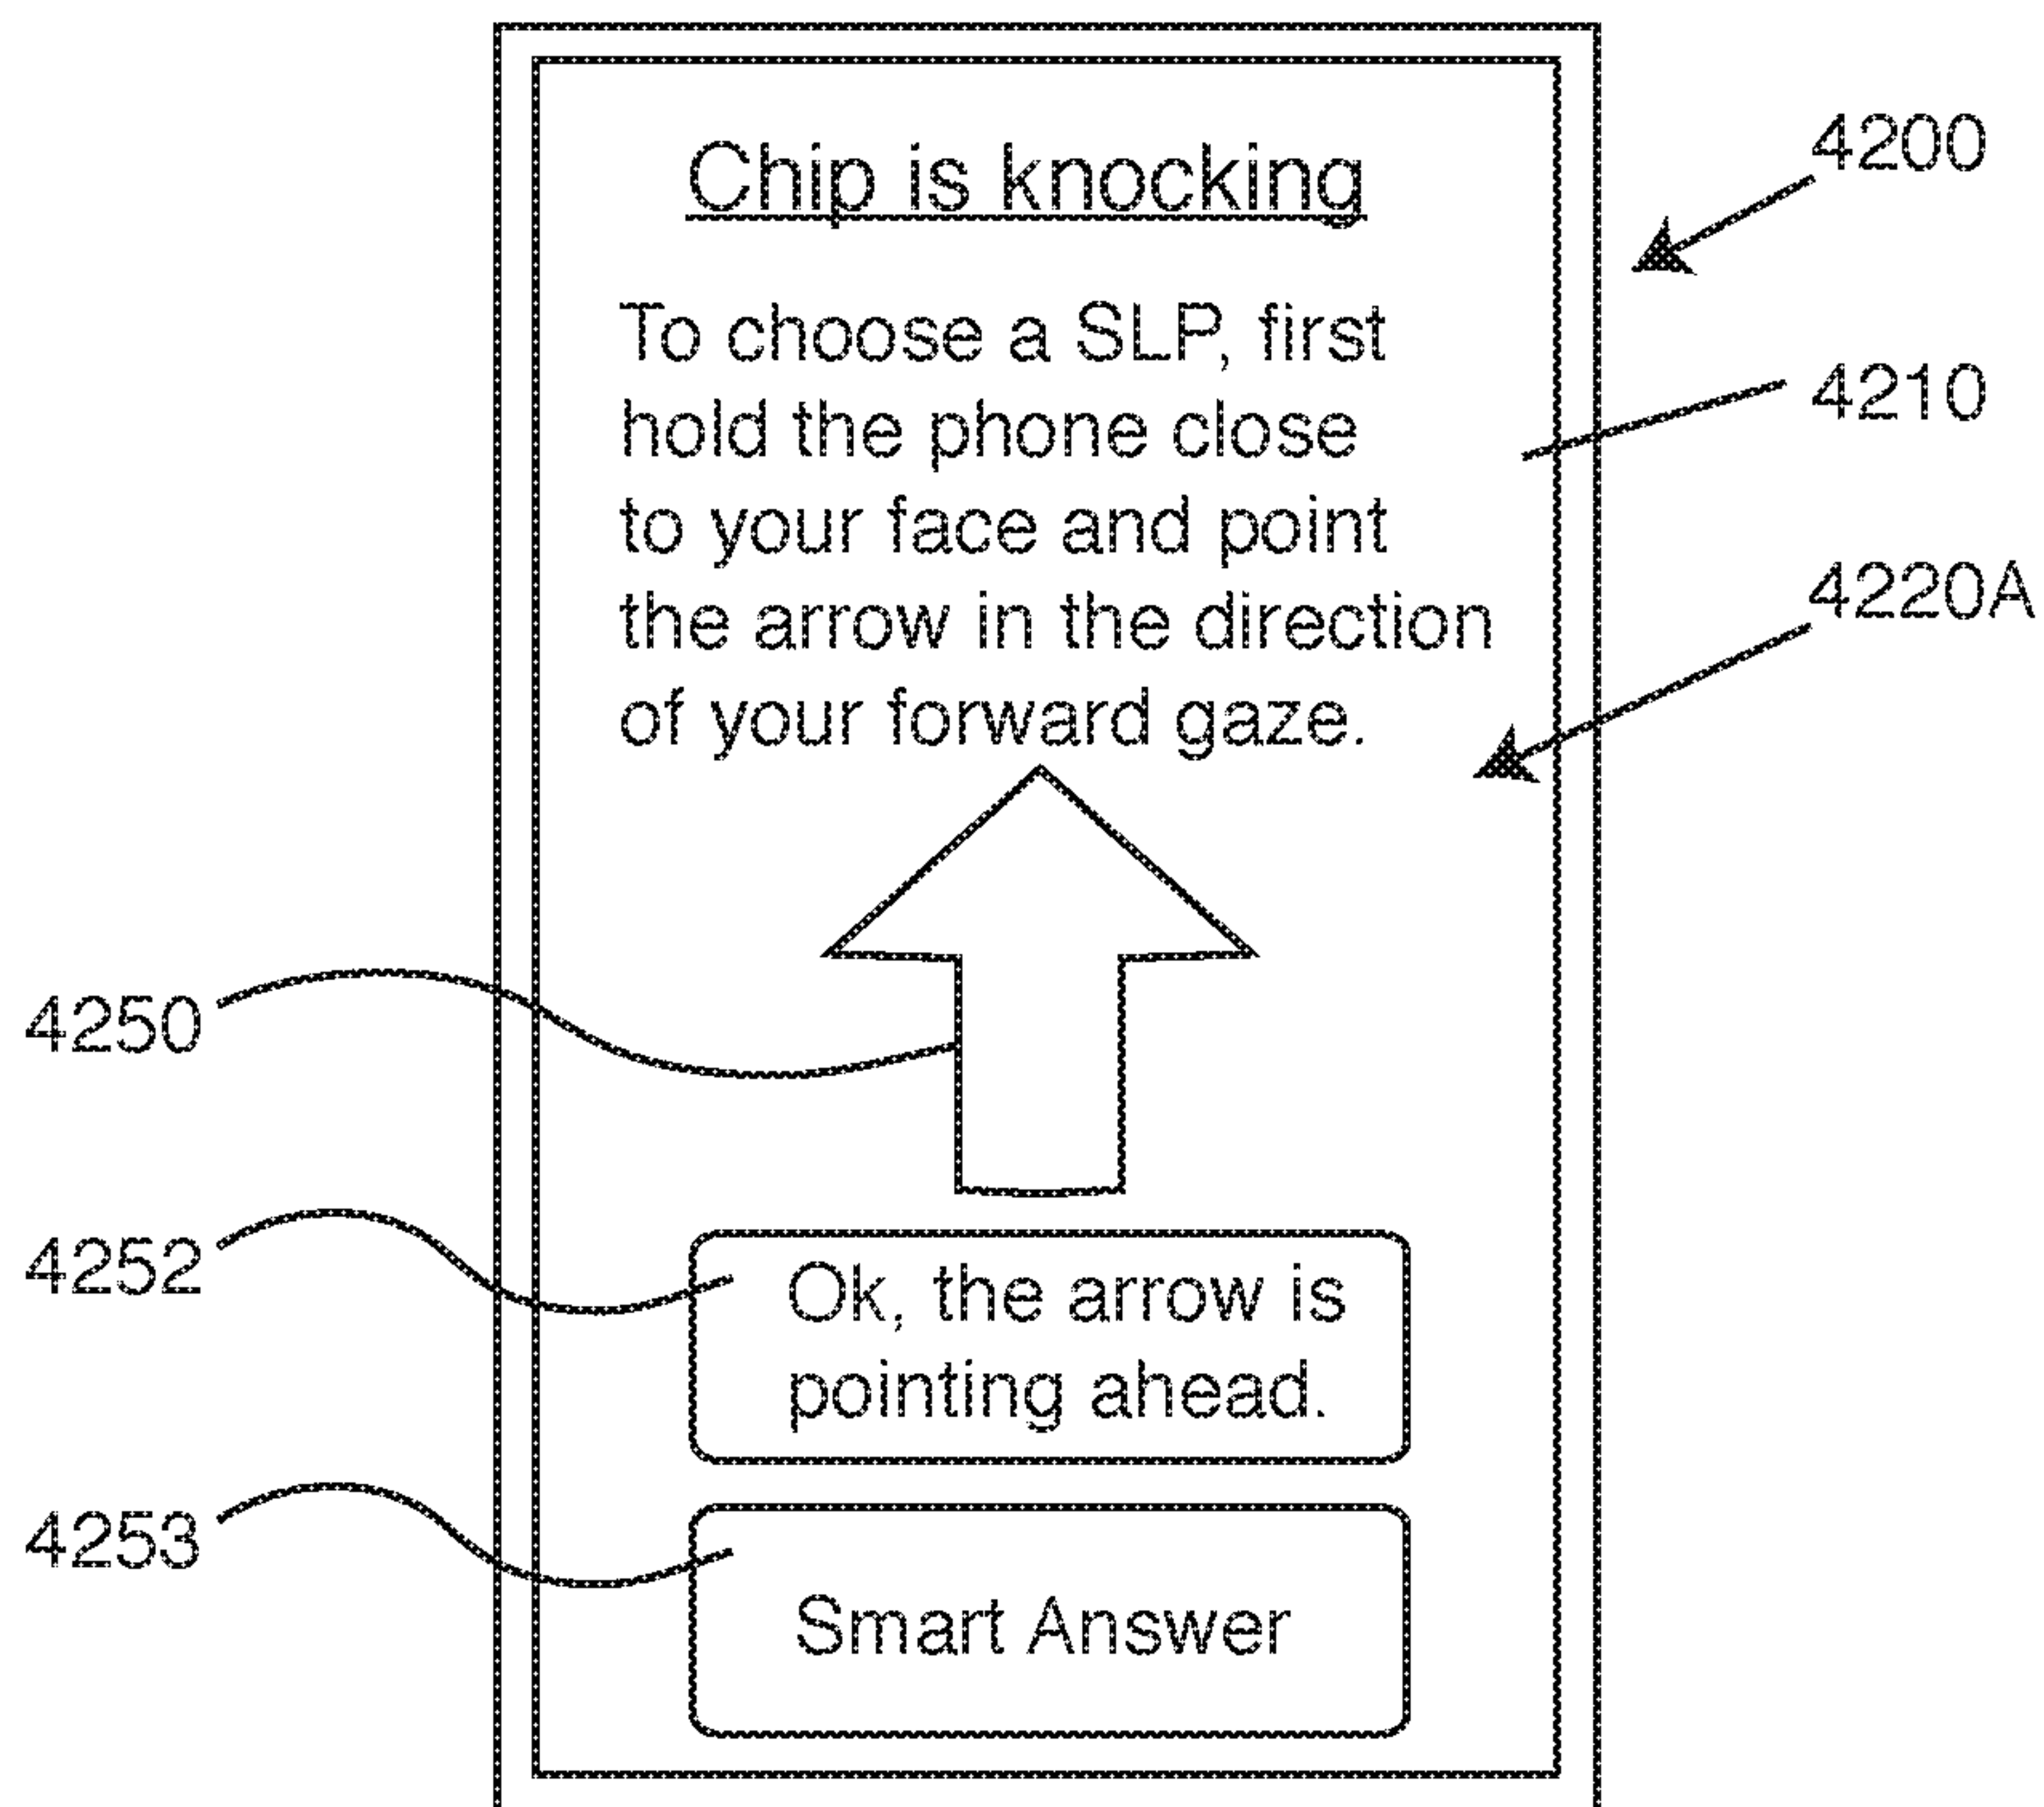 Chip is knocking
4200
To choose a SLP, first
hold the phone close
4210
to your face and point
the arrow in the direction
4220A
of your forward gaze.
4250
4252
Ok, the arrow is
pointing ahead.
4253
Smart Answer